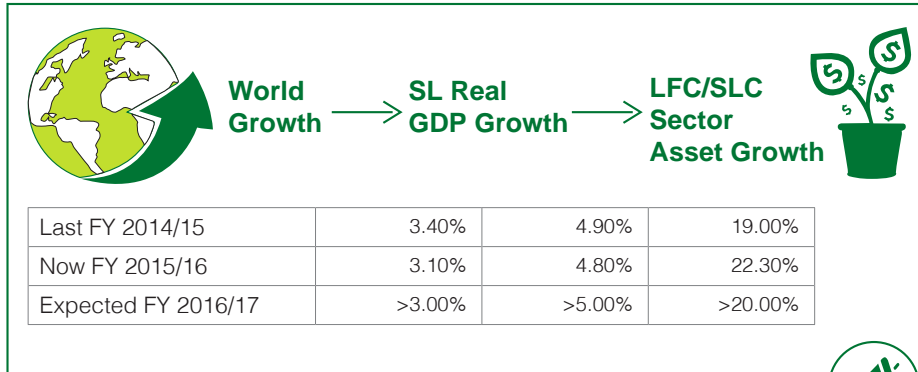 World
Growth
SL Real
GDP Growth
LFC/SLC
Sector
Asset Growth
$ $ $ $ $ $
Last FY 2014/15 3.40% 4.90% 19.00%
Now FY 2015/16 3.10% 4.80% 22.30%
Expected FY 2016/17 >3.00% >5.00% >20.00%